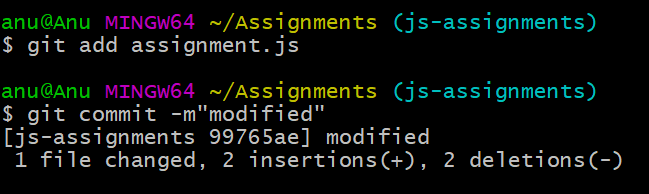 anu@Anu MINGW64 ~/Assignments (js-assignments)
$ git add assignment.js
anu@Anu MINGW64 ~/Assignments (js-assignments)
$ git commit -m"modified"
[js-assignments 99765ae] modified
 1 file changed, 2 insertions(+), 2 deletions(-)